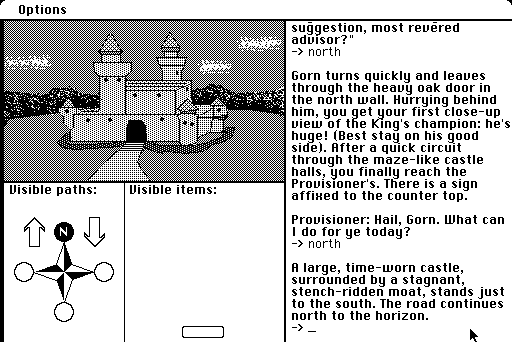 Options
suggestion, most revered
advisor?"
-> north
Gorn turns quickly and leaves
through the heavy oak door in
the north wall. Hurrying behind
him, you get your first close-up
view of the King's champion: he's
huge! (Best stay on his good
side). After a quick circuit
through the maze-like castle
halls, you finally reach the
Provisioner's. There is a sign
affixed to the counter top.
Provisioner: Hail, Gorn. What can
I do for ye today?
-> north
A large, time-worn castle,
surrounded by a stagnant,
stench-ridden moat, stands just
to the south. The road continues
north to the horizon.
-> _
Visible paths:
Visible items:
N